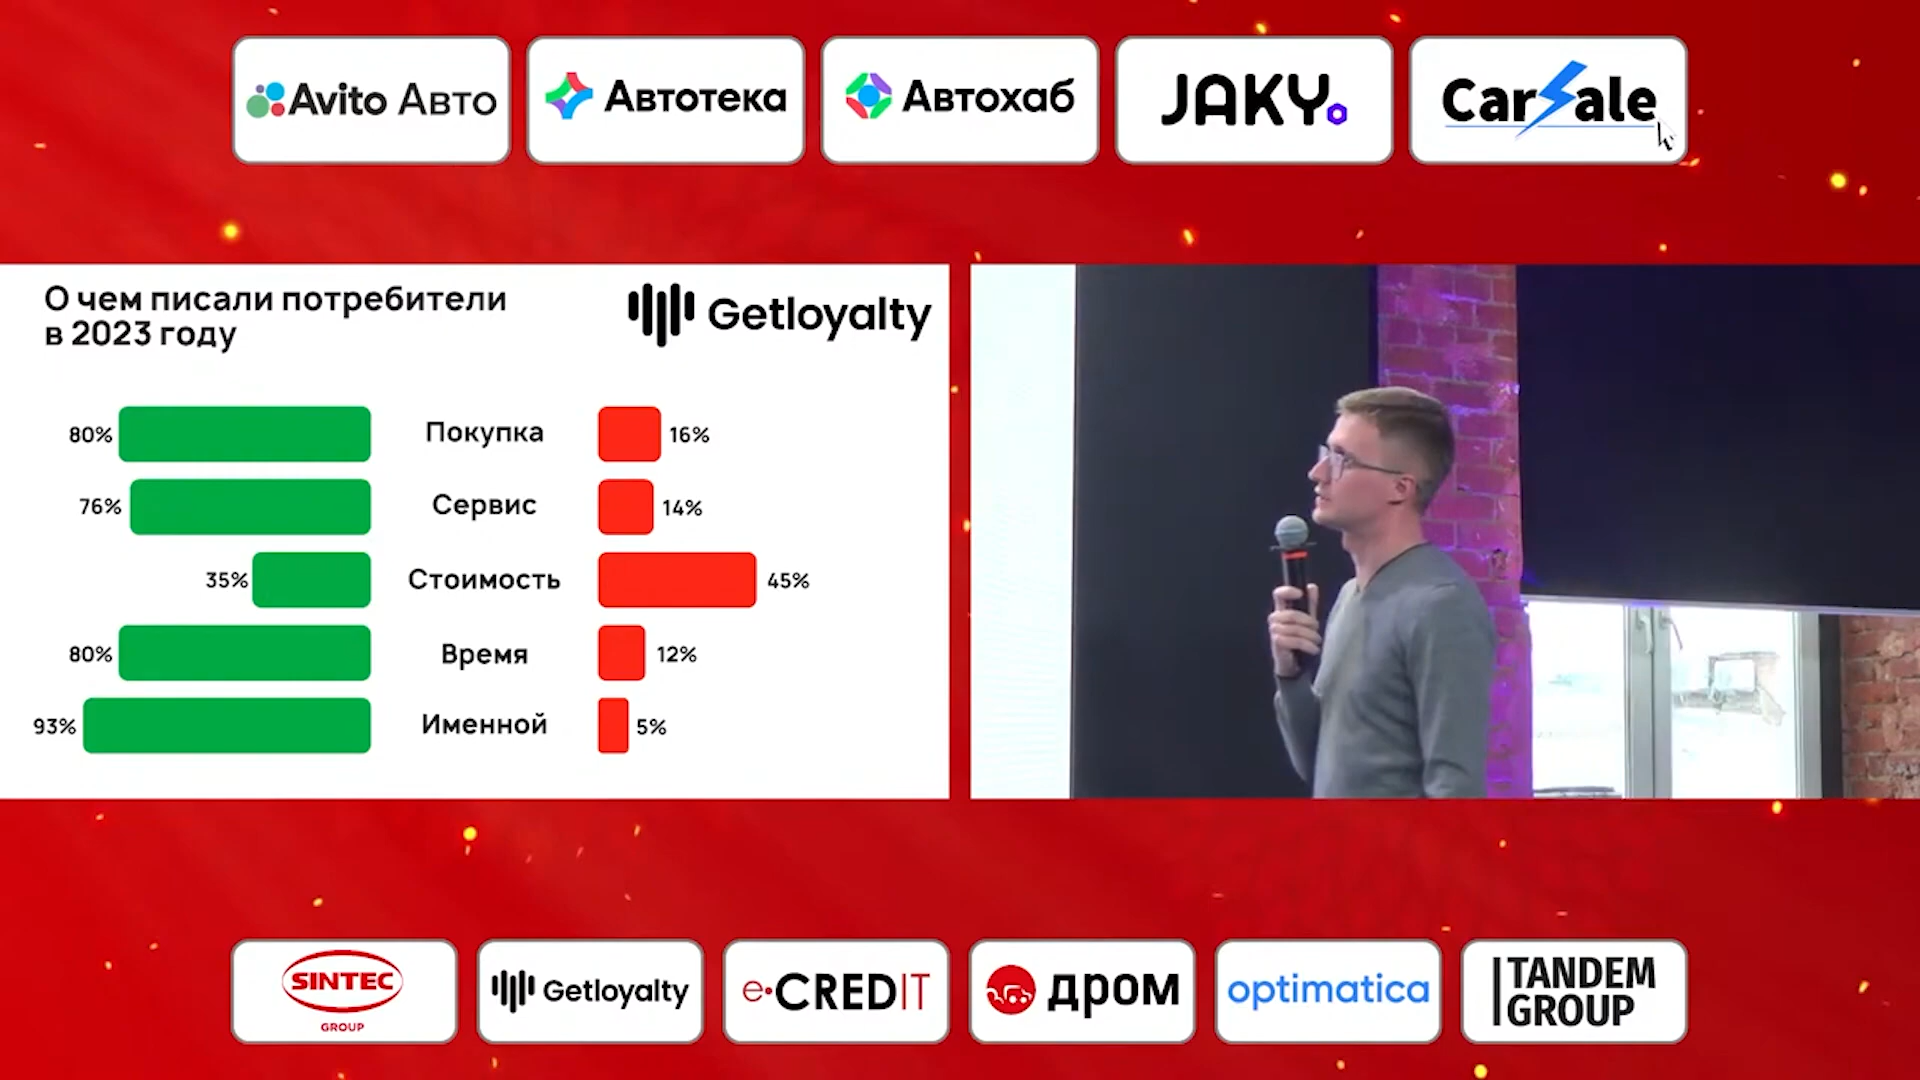 Avito Авто
Автотека
Автохаб
JAKY
CarSale
О чем писали потребители
в 2023 году
Getloyalty
80% Покупка 16%
76% Сервис 14%
35% Стоимость 45%
80% Время 12%
93% Именной 5%
SINTEC
GROUP
Getloyalty
e·CREDIT
дром
optimatica
TANDEM
GROUP